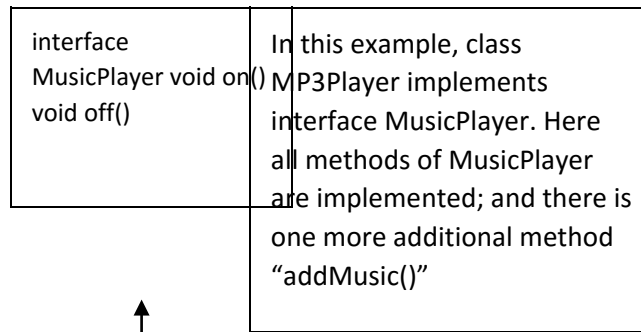 interface
MusicPlayer void on()
void off()
In this example, class
MP3Player implements
interface MusicPlayer. Here
all methods of MusicPlayer
are implemented; and there is
one more additional method
“addMusic()”